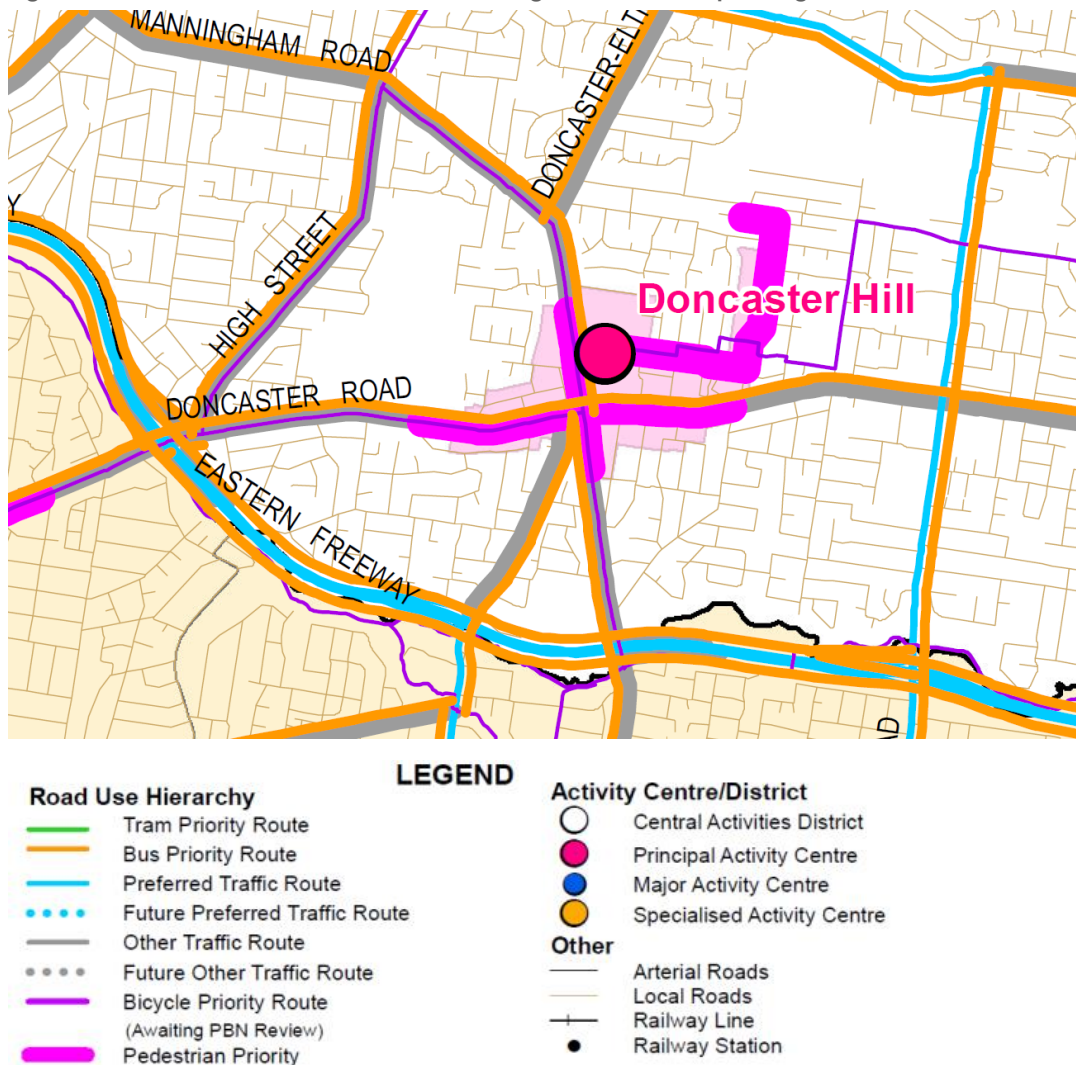 MANNINGHAM ROAD
DONCASTER-ELT
Y
HIGH STREET
Doncaster Hill
DONCASTER ROAD
EASTERN FREEWAY
AD
LEGEND
Road Use Hierarchy
Tram Priority Route
Bus Priority Route
Preferred Traffic Route
Future Preferred Traffic Route
Other Traffic Route
Future Other Traffic Route
Bicycle Priority Route
(Awaiting PBN Review)
Pedestrian Priority
Activity Centre/District
Central Activities District
Principal Activity Centre
Major Activity Centre
Specialised Activity Centre
Other
Arterial Roads
Local Roads
Railway Line
Railway Station